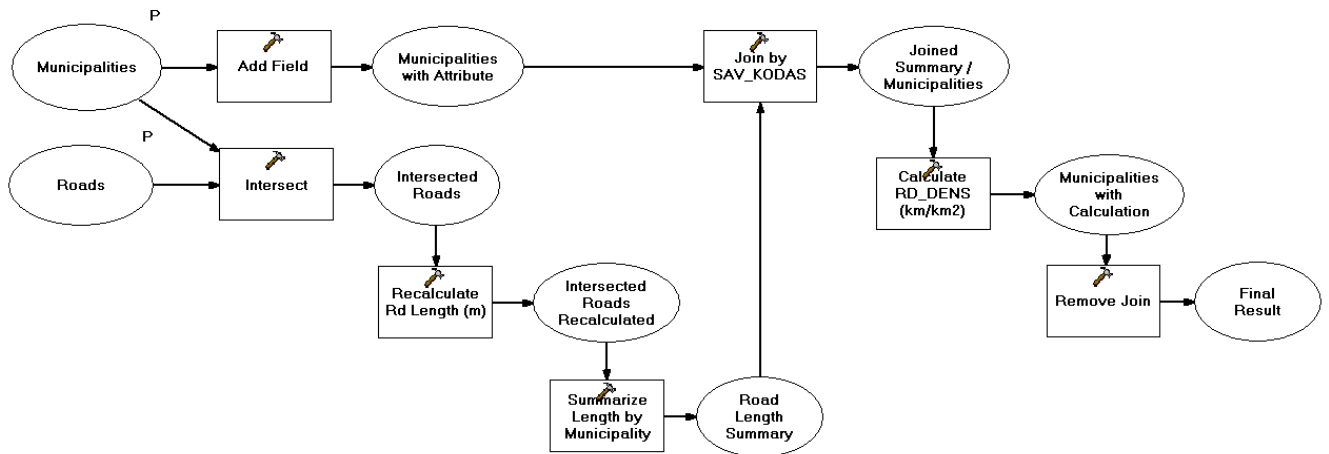 P
Municipalities
Add Field
Municipalities
with Attribute
Join by
SAV_KODAS
Joined
Summary /
Municipalities
P
Roads
Intersect
Intersected
Roads
Calculate
RD_DENS
(km/km2)
Municipalities
with
Calculation
Recalculate
Rd Length (m)
Intersected
Roads
Recalculated
Remove Join
Final
Result
Summarize
Length by
Municipality
Road
Length
Summary